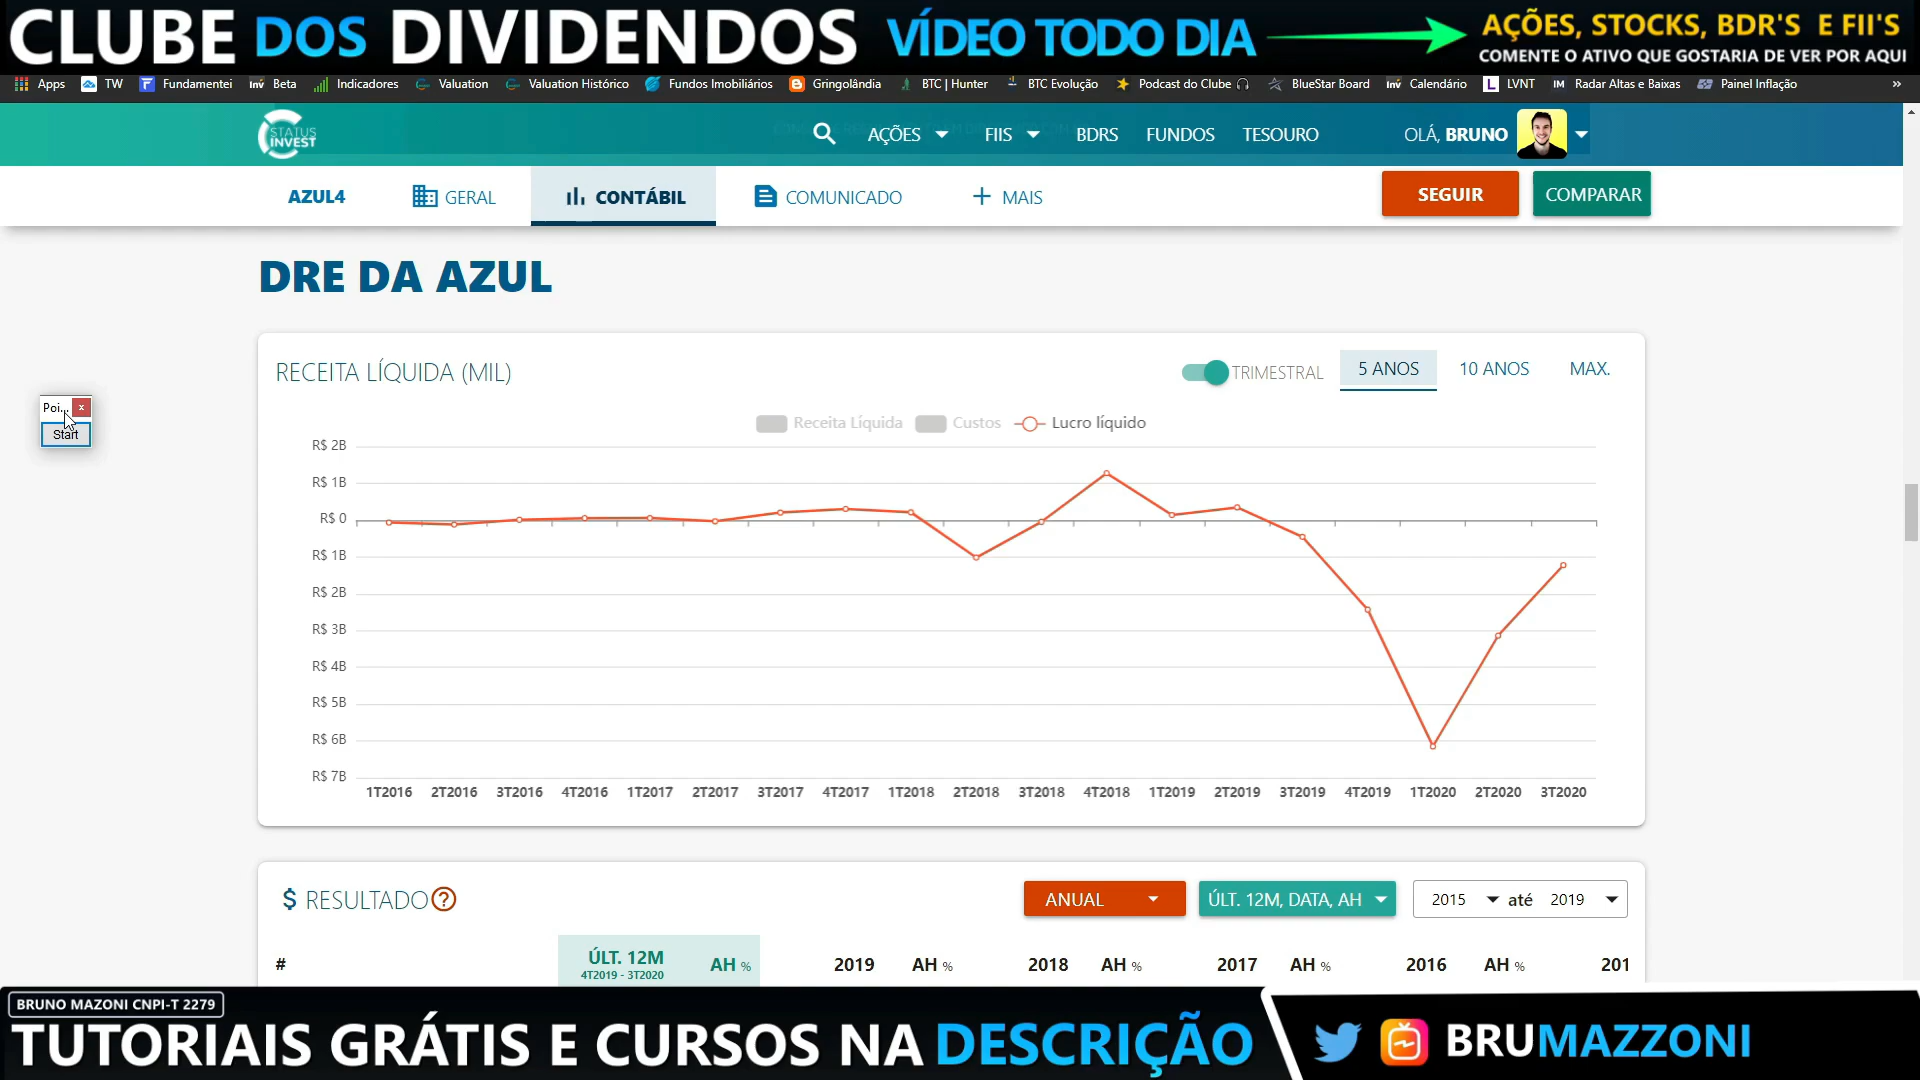 CLUBE DOS DIVIDENDOS VÍDEO TODO DIA AÇÕES, STOCKS, BDR'S E FII'S
COMENTE O ATIVO QUE GOSTARIA DE VER POR AQUI
Apps TW Fundamentei Beta Indicadores Valuation Valuation Histórico Fundos Imobiliários Gringolândia BTC | Hunter BTC Evolução Podcast do Clube BlueStar Board Calendário LVNT Radar Altas e Baixas Painel Inflação »
STATUS INVEST AÇÕES FIIS BDRS FUNDOS TESOURO OLÁ, BRUNO
AZUL4 GERAL CONTÁBIL COMUNICADO + MAIS SEGUIR COMPARAR
DRE DA AZUL
RECEITA LÍQUIDA (MIL) TRIMESTRAL 5 ANOS 10 ANOS MAX.
Poi... x
Start
Receita Líquida Custos Lucro líquido
R$ 2B
R$ 1B
R$ 0
R$ 1B
R$ 2B
R$ 3B
R$ 4B
R$ 5B
R$ 6B
R$ 7B
1T2016 2T2016 3T2016 4T2016 1T2017 2T2017 3T2017 4T2017 1T2018 2T2018 3T2018 4T2018 1T2019 2T2019 3T2019 4T2019 1T2020 2T2020 3T2020
$ RESULTADO ? ANUAL ÚLT. 12M, DATA, AH 2015 até 2019
# ÚLT. 12M AH % 2019 AH % 2018 AH % 2017 AH % 2016 AH % 201
4T2019 - 3T2020
BRUNO MAZONI CNPI-T 2279
TUTORIAIS GRÁTIS E CURSOS NA DESCRIÇÃO BRUMAZZONI